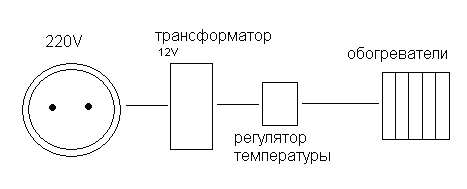 220V
трансформатор
12V
обогреватели
регулятор
температуры